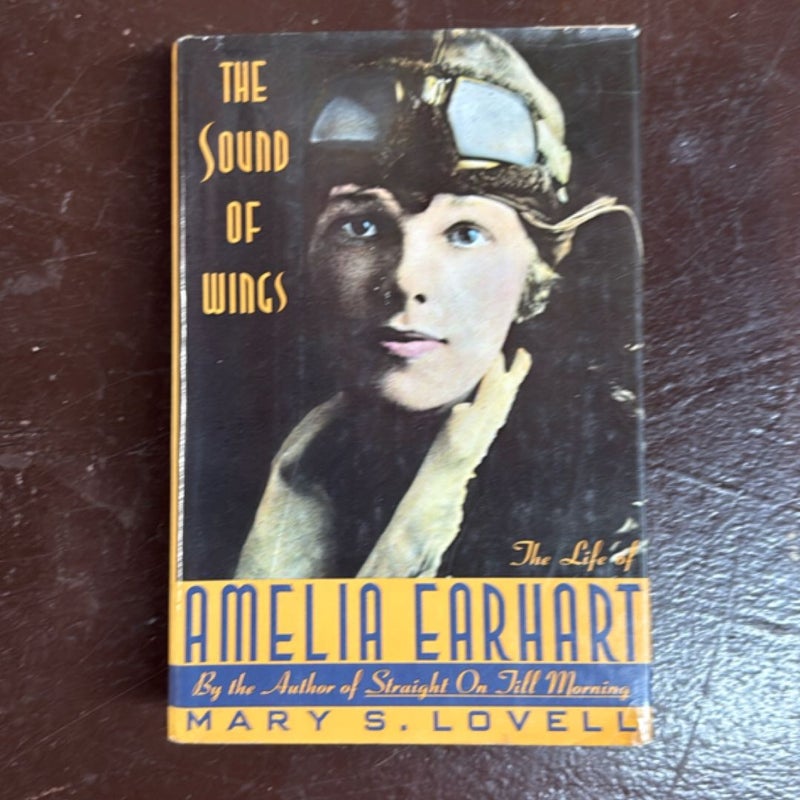 THE
SOUND
OF
WINGS
The Life of
AMELIA EARHART
By the Author of Straight On Till Morning
MARY S. LOVELL